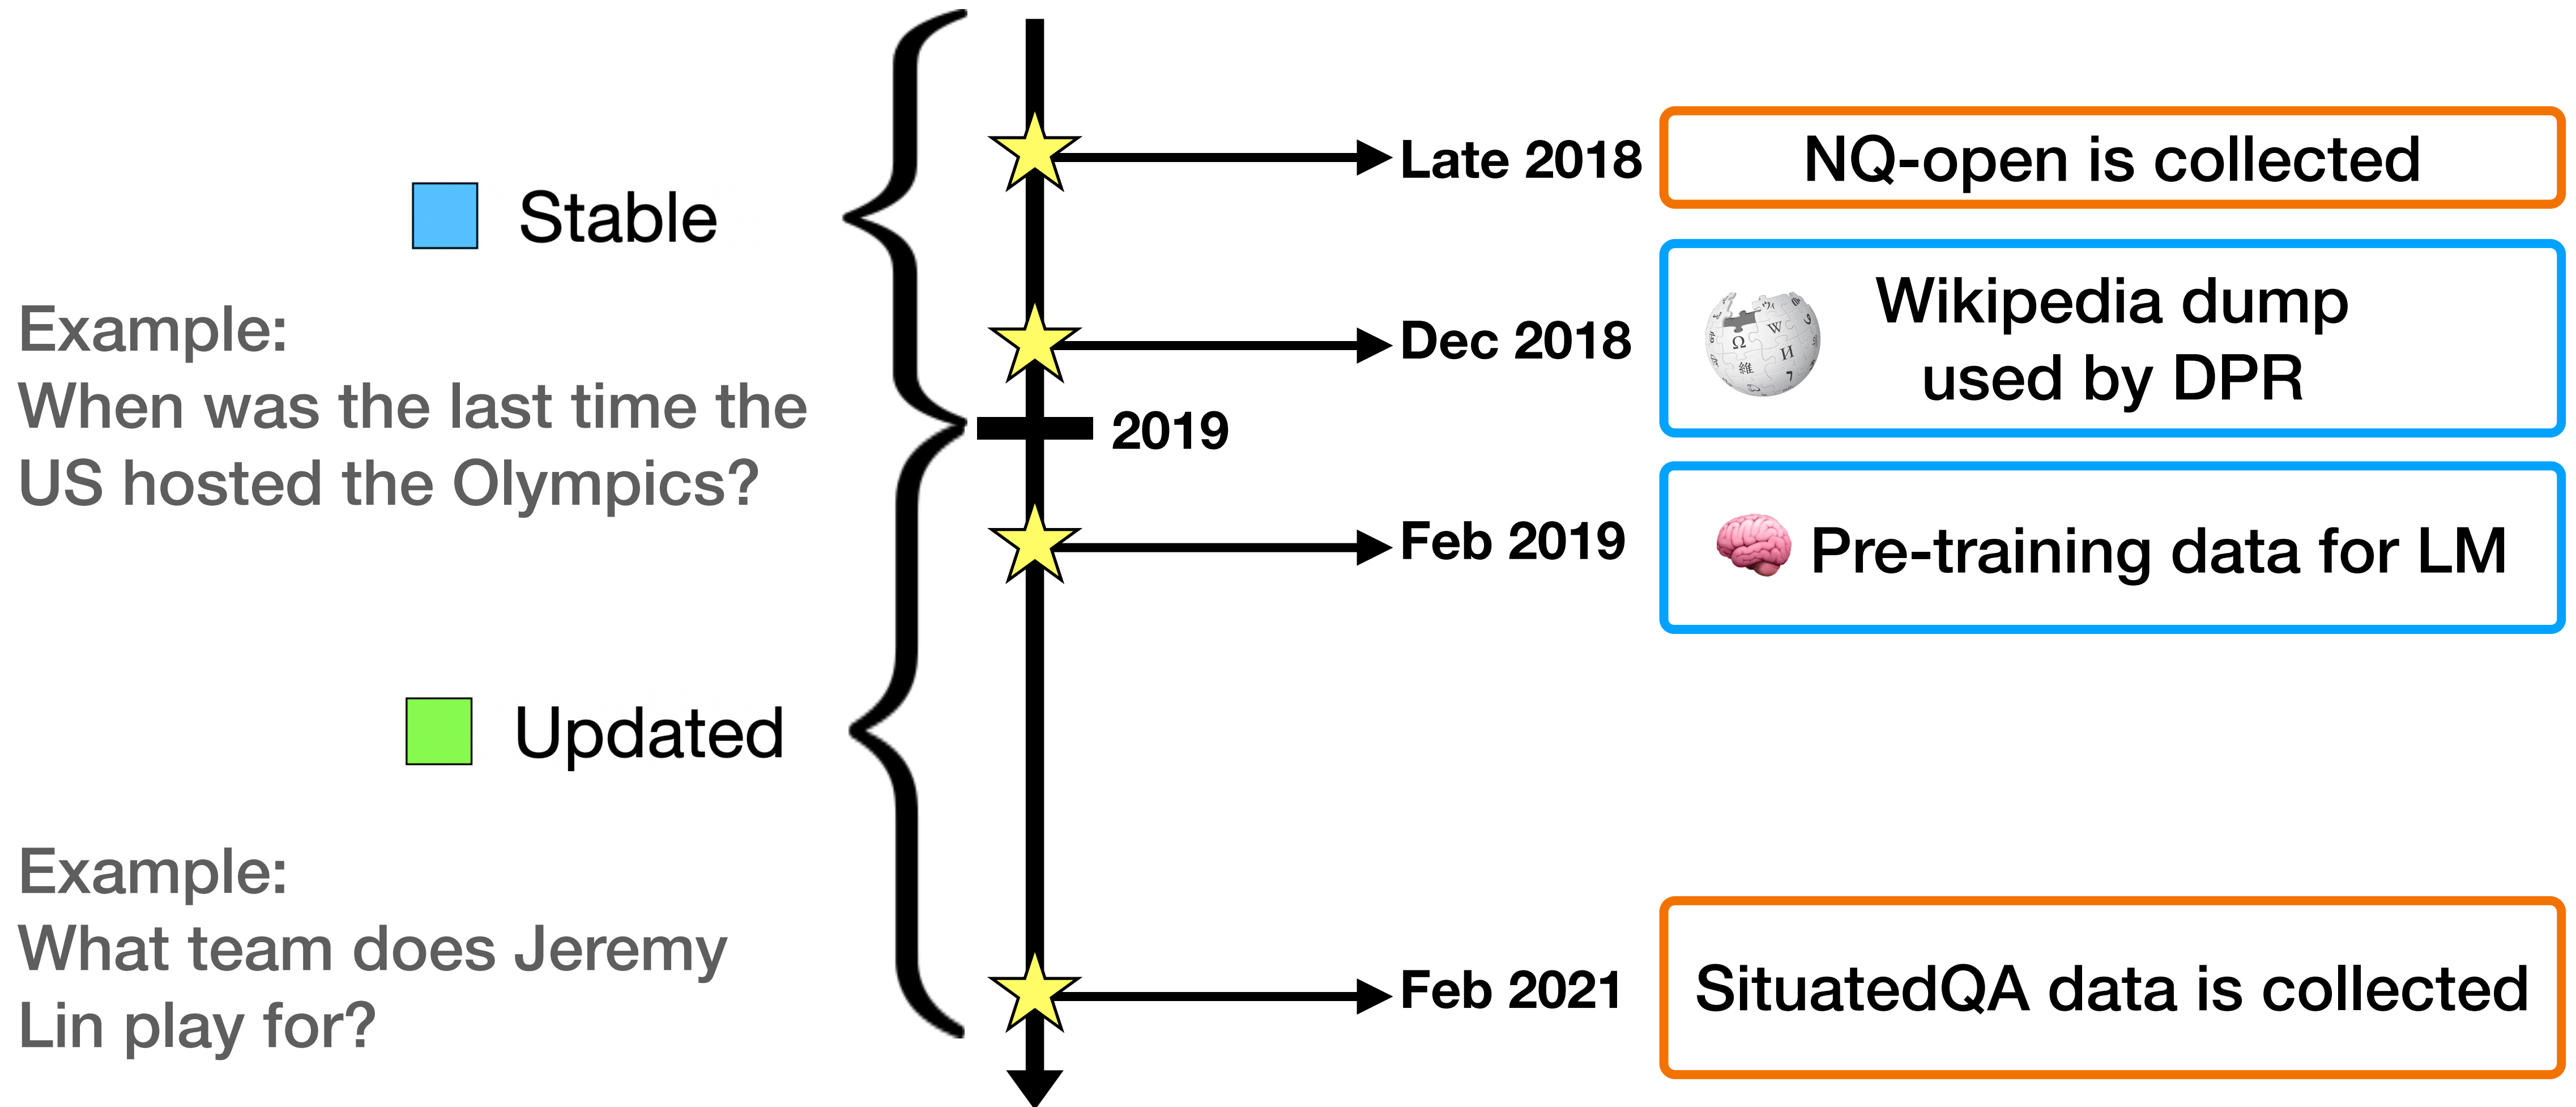 Stable
Example:
When was the last time the
US hosted the Olympics?
Updated
Example:
What team does Jeremy
Lin play for?
2019
Late 2018
NQ-open is collected
Dec 2018
Wikipedia dump
used by DPR
Feb 2019
Pre-training data for LM
Feb 2021
SituatedQA data is collected